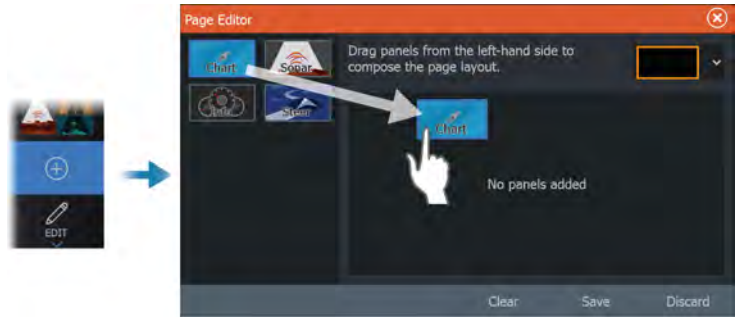 Page Editor
Chart
Sonar
Info
Steer
Drag panels from the left-hand side to
compose the page layout.
Chart
No panels added
EDIT
Clear Save Discard